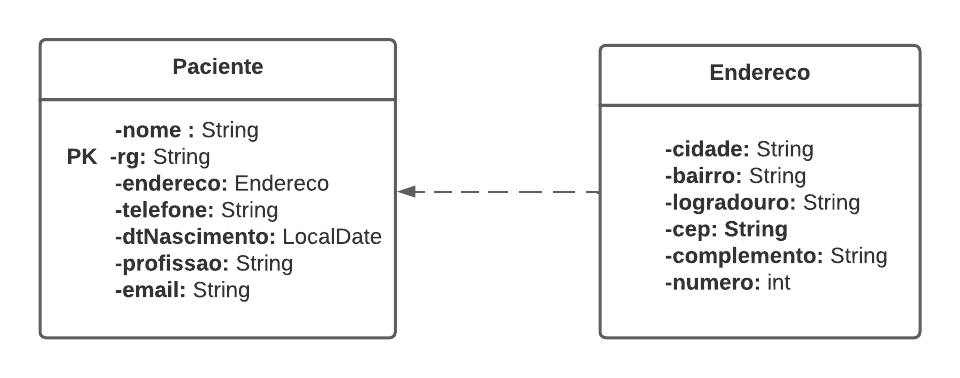 Paciente
-nome : String
PK -rg: String
-endereco: Endereco
-telefone: String
-dtNascimento: LocalDate
-profissao: String
-email: String
Endereco
-cidade: String
-bairro: String
-logradouro: String
-cep: String
-complemento: String
-numero: int